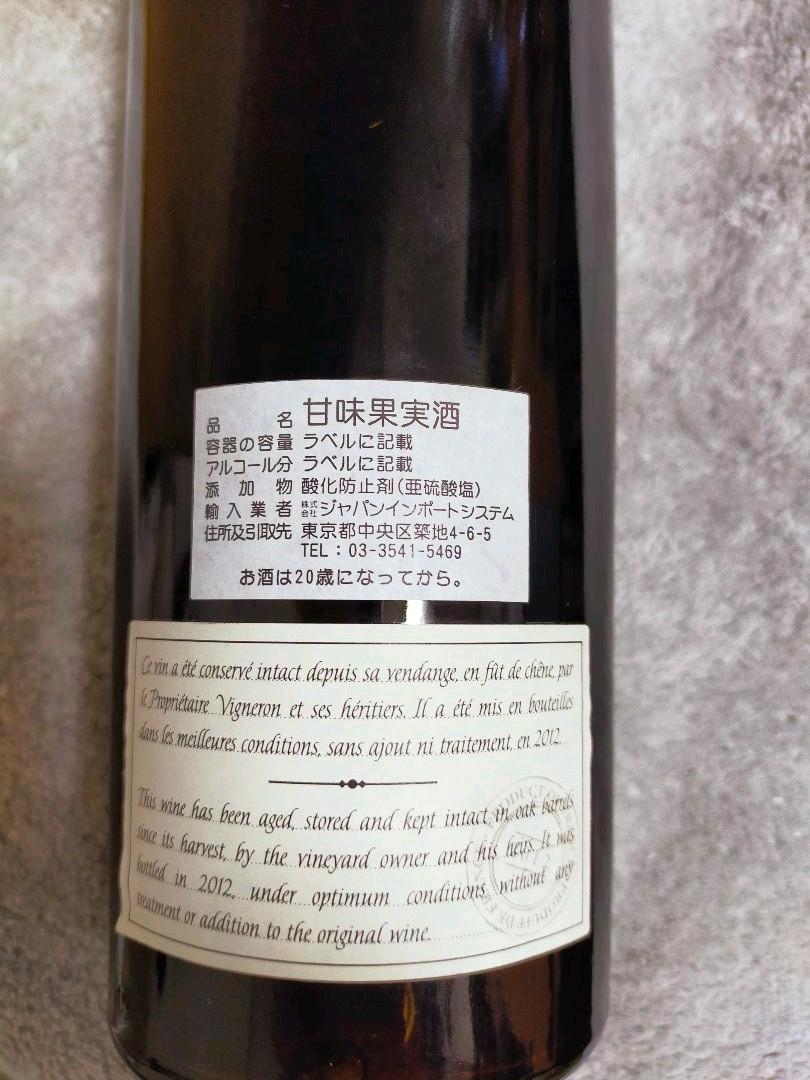 品名 甘味果実酒
容器の容量 ラベルに記載
アルコール分 ラベルに記載
添加物 酸化防止剤(亜硫酸塩)
輸入業者 株式会社ジャパンインポートシステム
住所及引取先 東京都中央区築地4-6-5
TEL:03-3541-5469
お酒は20歳になってから。
Ce vin a été conservé intact depuis sa vendange, en fût de chêne, par
le Propriétaire Vigneron et ses héritiers. Il a été mis en bouteilles
dans les meilleures conditions, sans ajout ni traitement, en 2012.
This wine has been aged, stored and kept intact in oak barrels
since its harvest, by the vineyard owner and his heirs. It was
bottled in 2012, under optimum conditions without any
treatment or addition to the original wine.